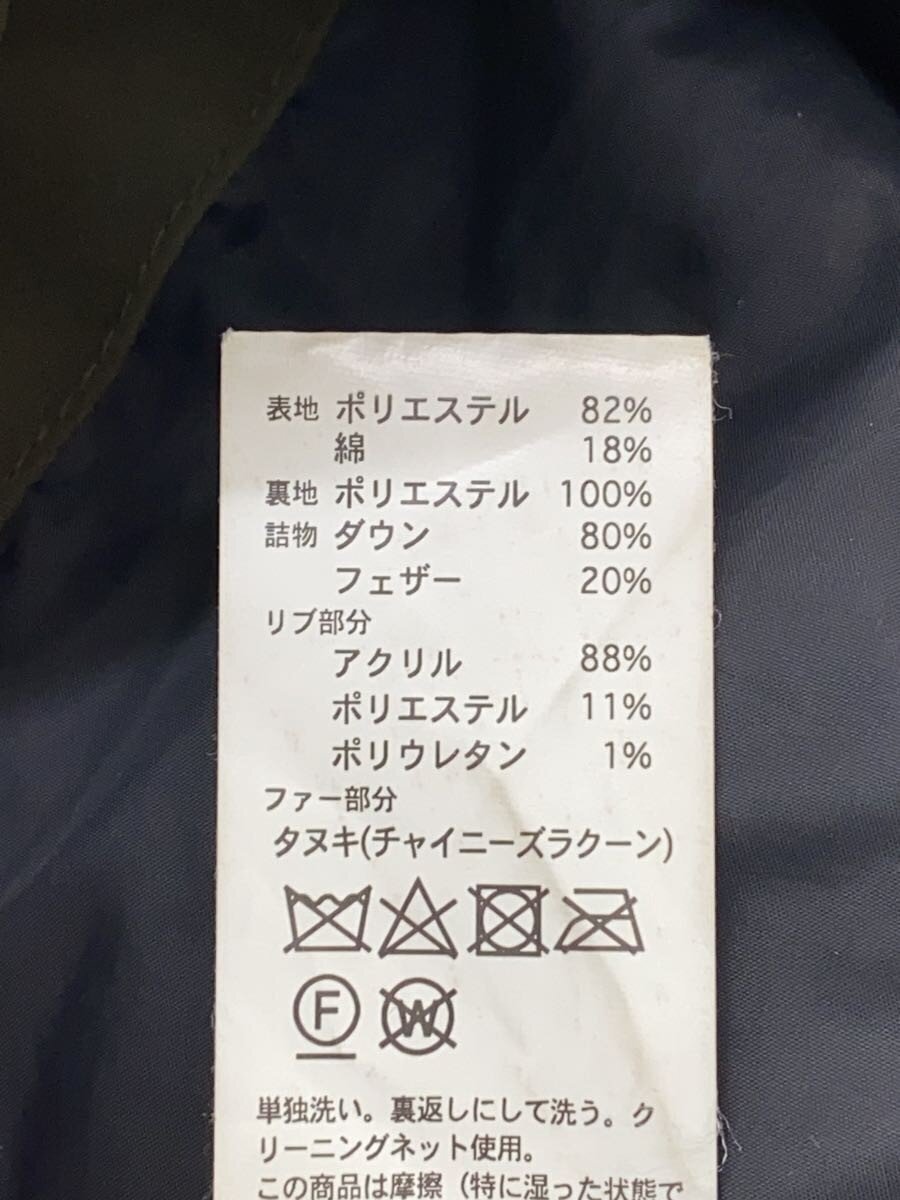 表地 ポリエステル 82%
綿 18%
裏地 ポリエステル 100%
詰物 ダウン 80%
フェザー 20%
リブ部分
アクリル 88%
ポリエステル 11%
ポリウレタン 1%
ファー部分
タヌキ(チャイニーズラクーン)
F W
単独洗い。裏返しにして洗う。ク
リーニングネット使用。
この商品は摩擦（特に湿った状態で